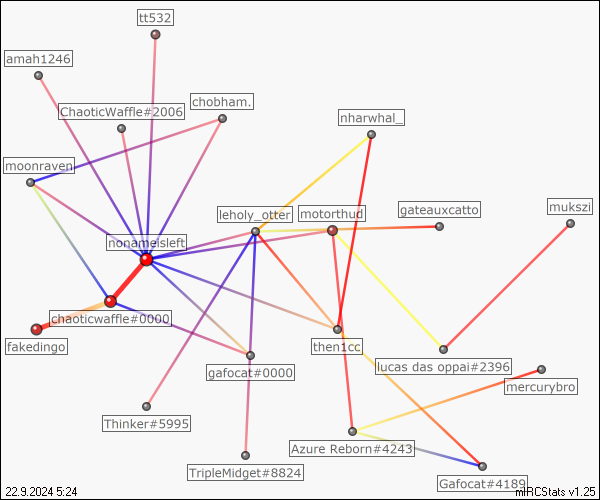 tt532
amah1246
chobham.
ChaoticWaffle#2006
nharwhal_
moonraven
mukszi
gateauxcatto
leholy_otter
motorthud
nonameisleft
chaoticwaffle#0000
fakedingo
then1cc
lucas das oppai#2396
gafocat#0000
mercurybro
Thinker#5995
Azure Reborn#4243
TripleMidget#8824
Gafocat#4189
22.9.2024 5:24
mIRCStats v1.25